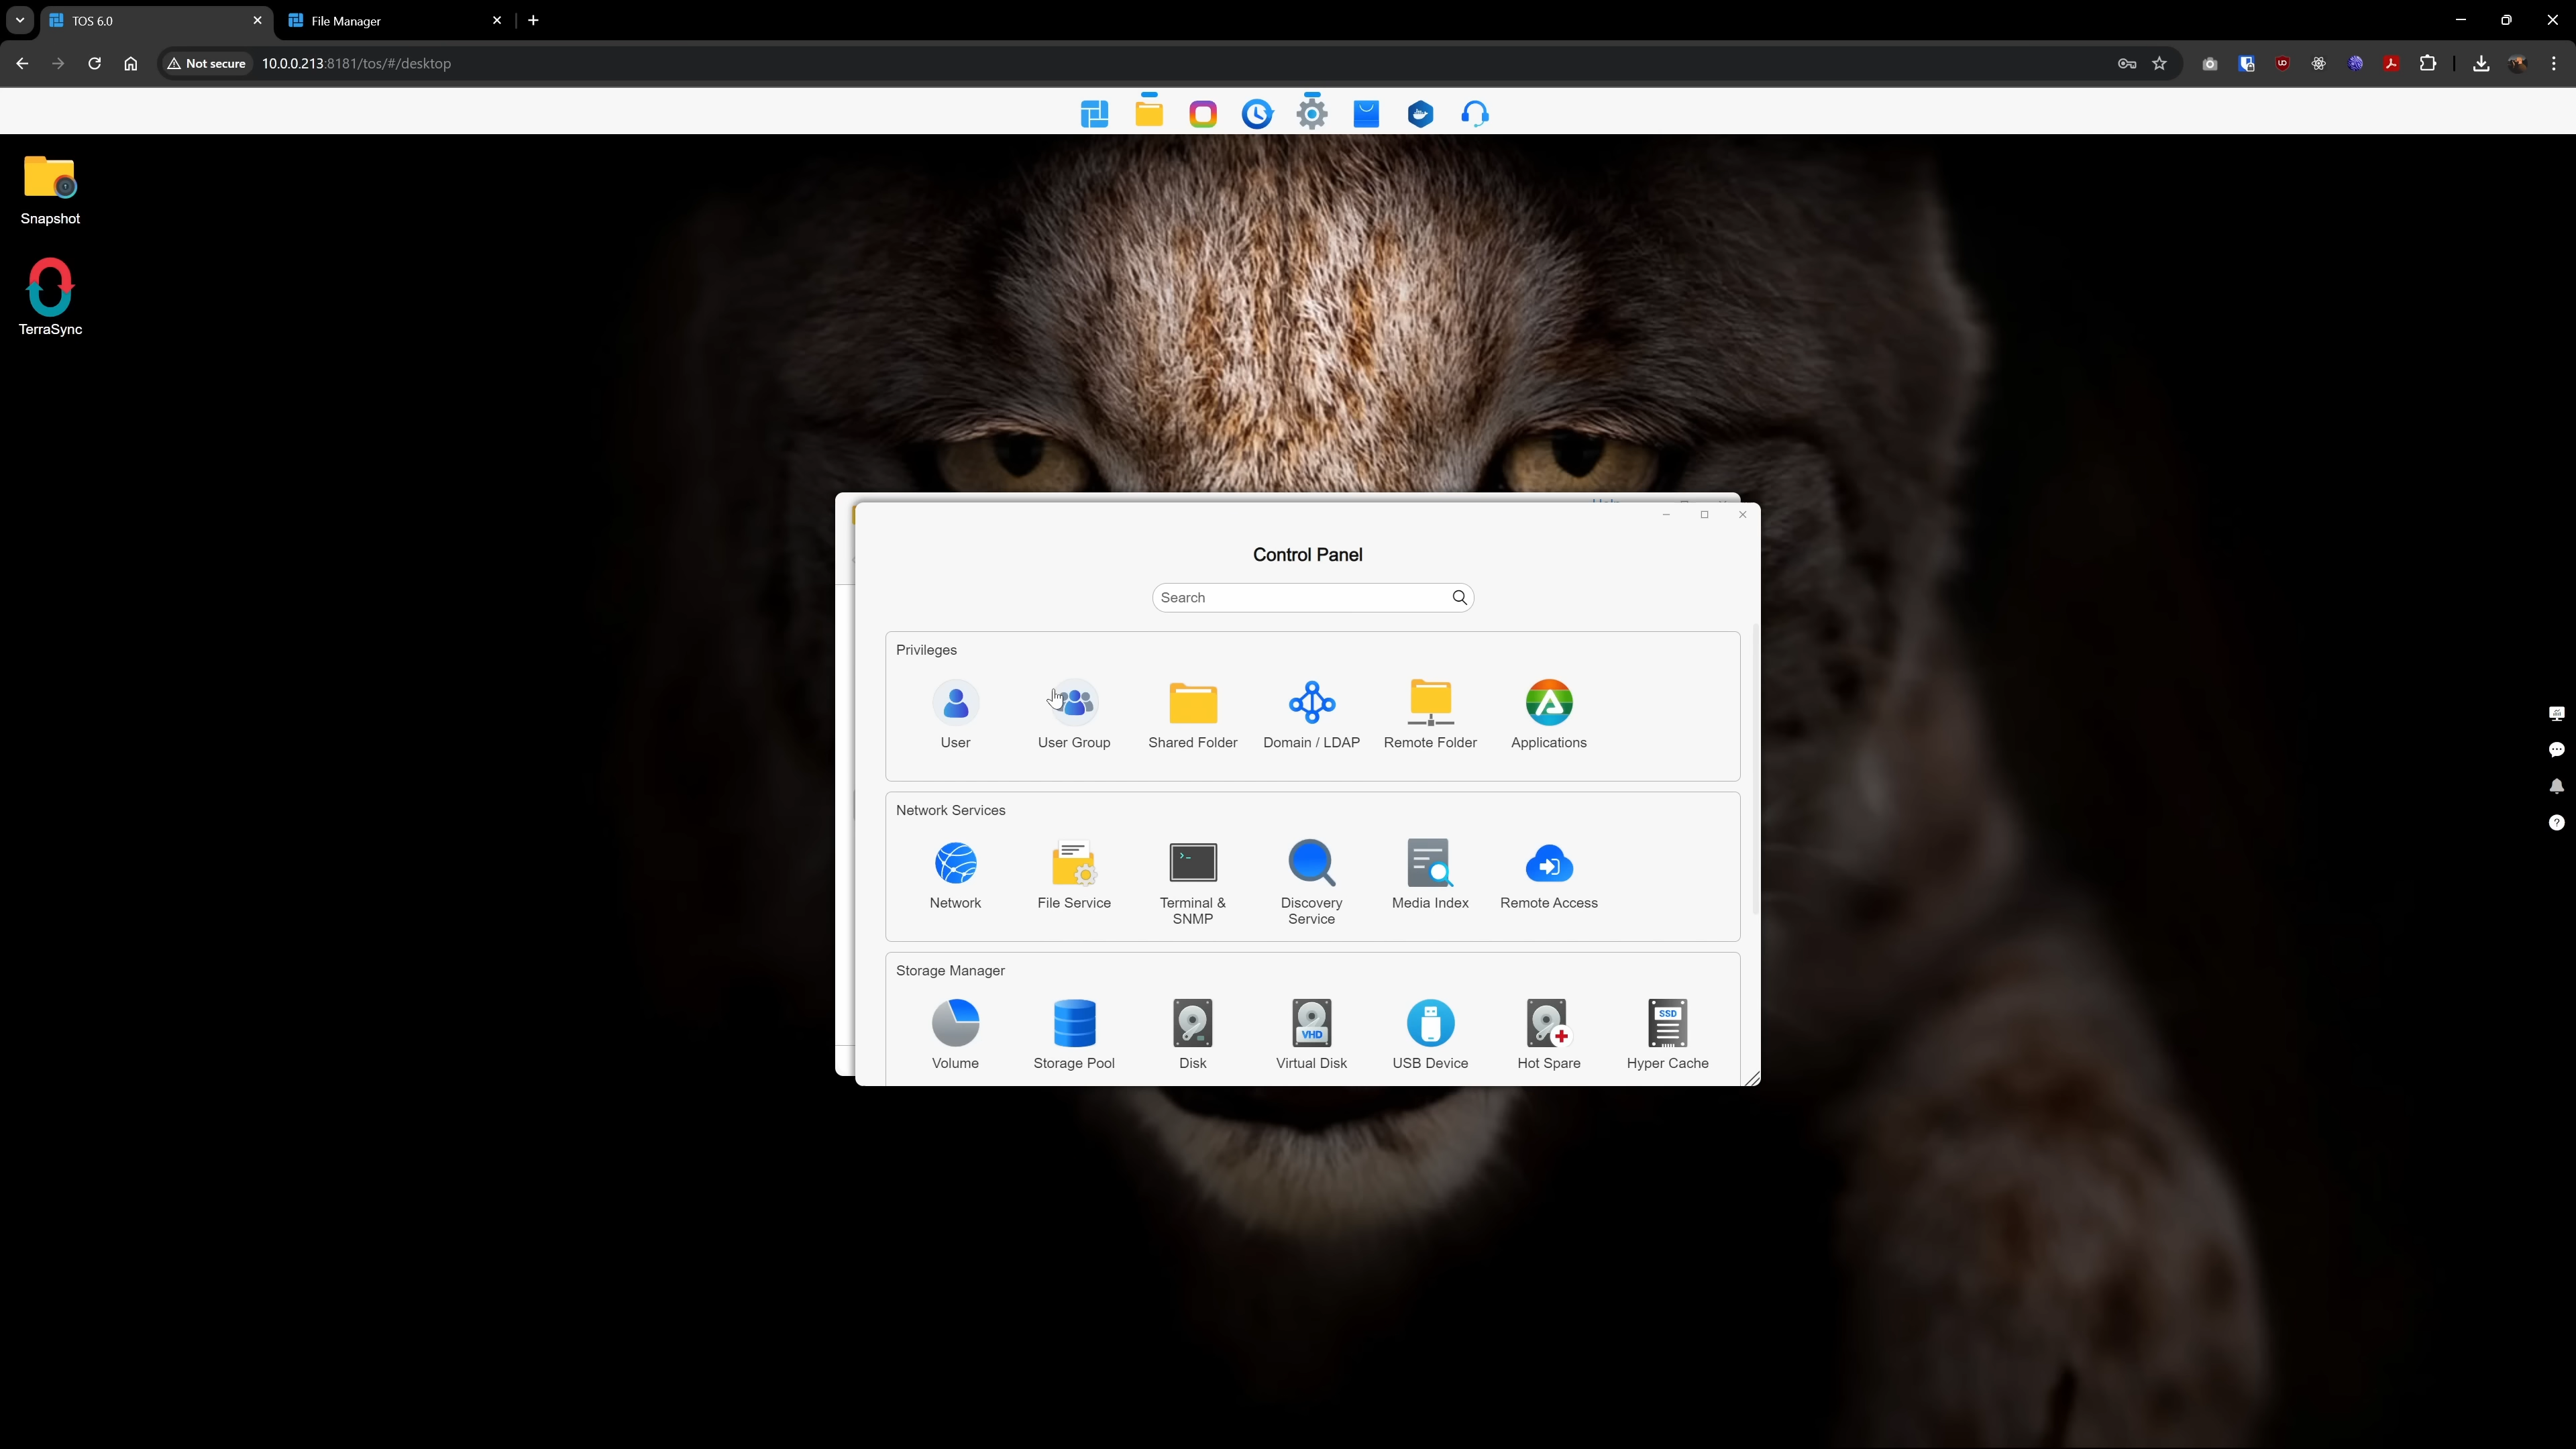 TOS 6.0
File Manager
Not secure
10.0.0.213:8181/tos/#/desktop
Snapshot
TerraSync
Help
Control Panel
Search
Privileges
User
User Group
Shared Folder
Domain / LDAP
Remote Folder
Applications
Network Services
Network
File Service
Terminal &
SNMP
Discovery
Service
Media Index
Remote Access
Storage Manager
SSD
VHD
Volume
Storage Pool
Disk
Virtual Disk
USB Device
Hot Spare
Hyper Cache